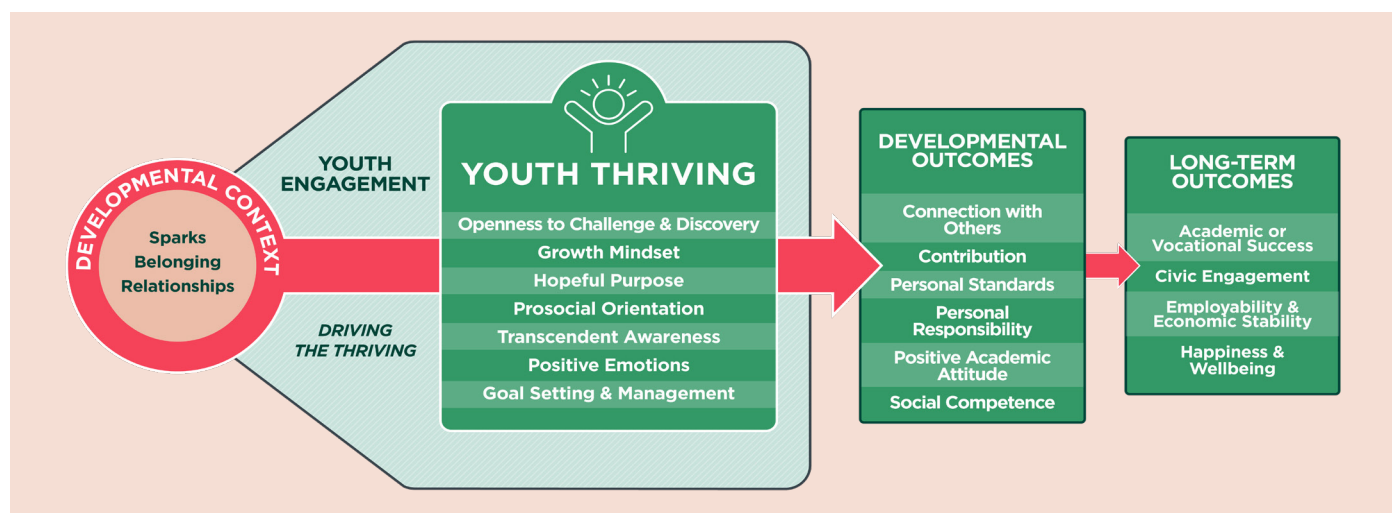 DEVELOPMENTAL CONTEXT
Sparks
Belonging
Relationships
YOUTH
ENGAGEMENT
DRIVING
THE THRIVING
YOUTH THRIVING
Openness to Challenge & Discovery
Growth Mindset
Hopeful Purpose
Prosocial Orientation
Transcendent Awareness
Positive Emotions
Goal Setting & Management
DEVELOPMENTAL
OUTCOMES
Connection with
Others
Contribution
Personal Standards
Personal
Responsibility
Positive Academic
Attitude
Social Competence
LONG-TERM
OUTCOMES
Academic or
Vocational Success
Civic Engagement
Employability &
Economic Stability
Happiness &
Wellbeing